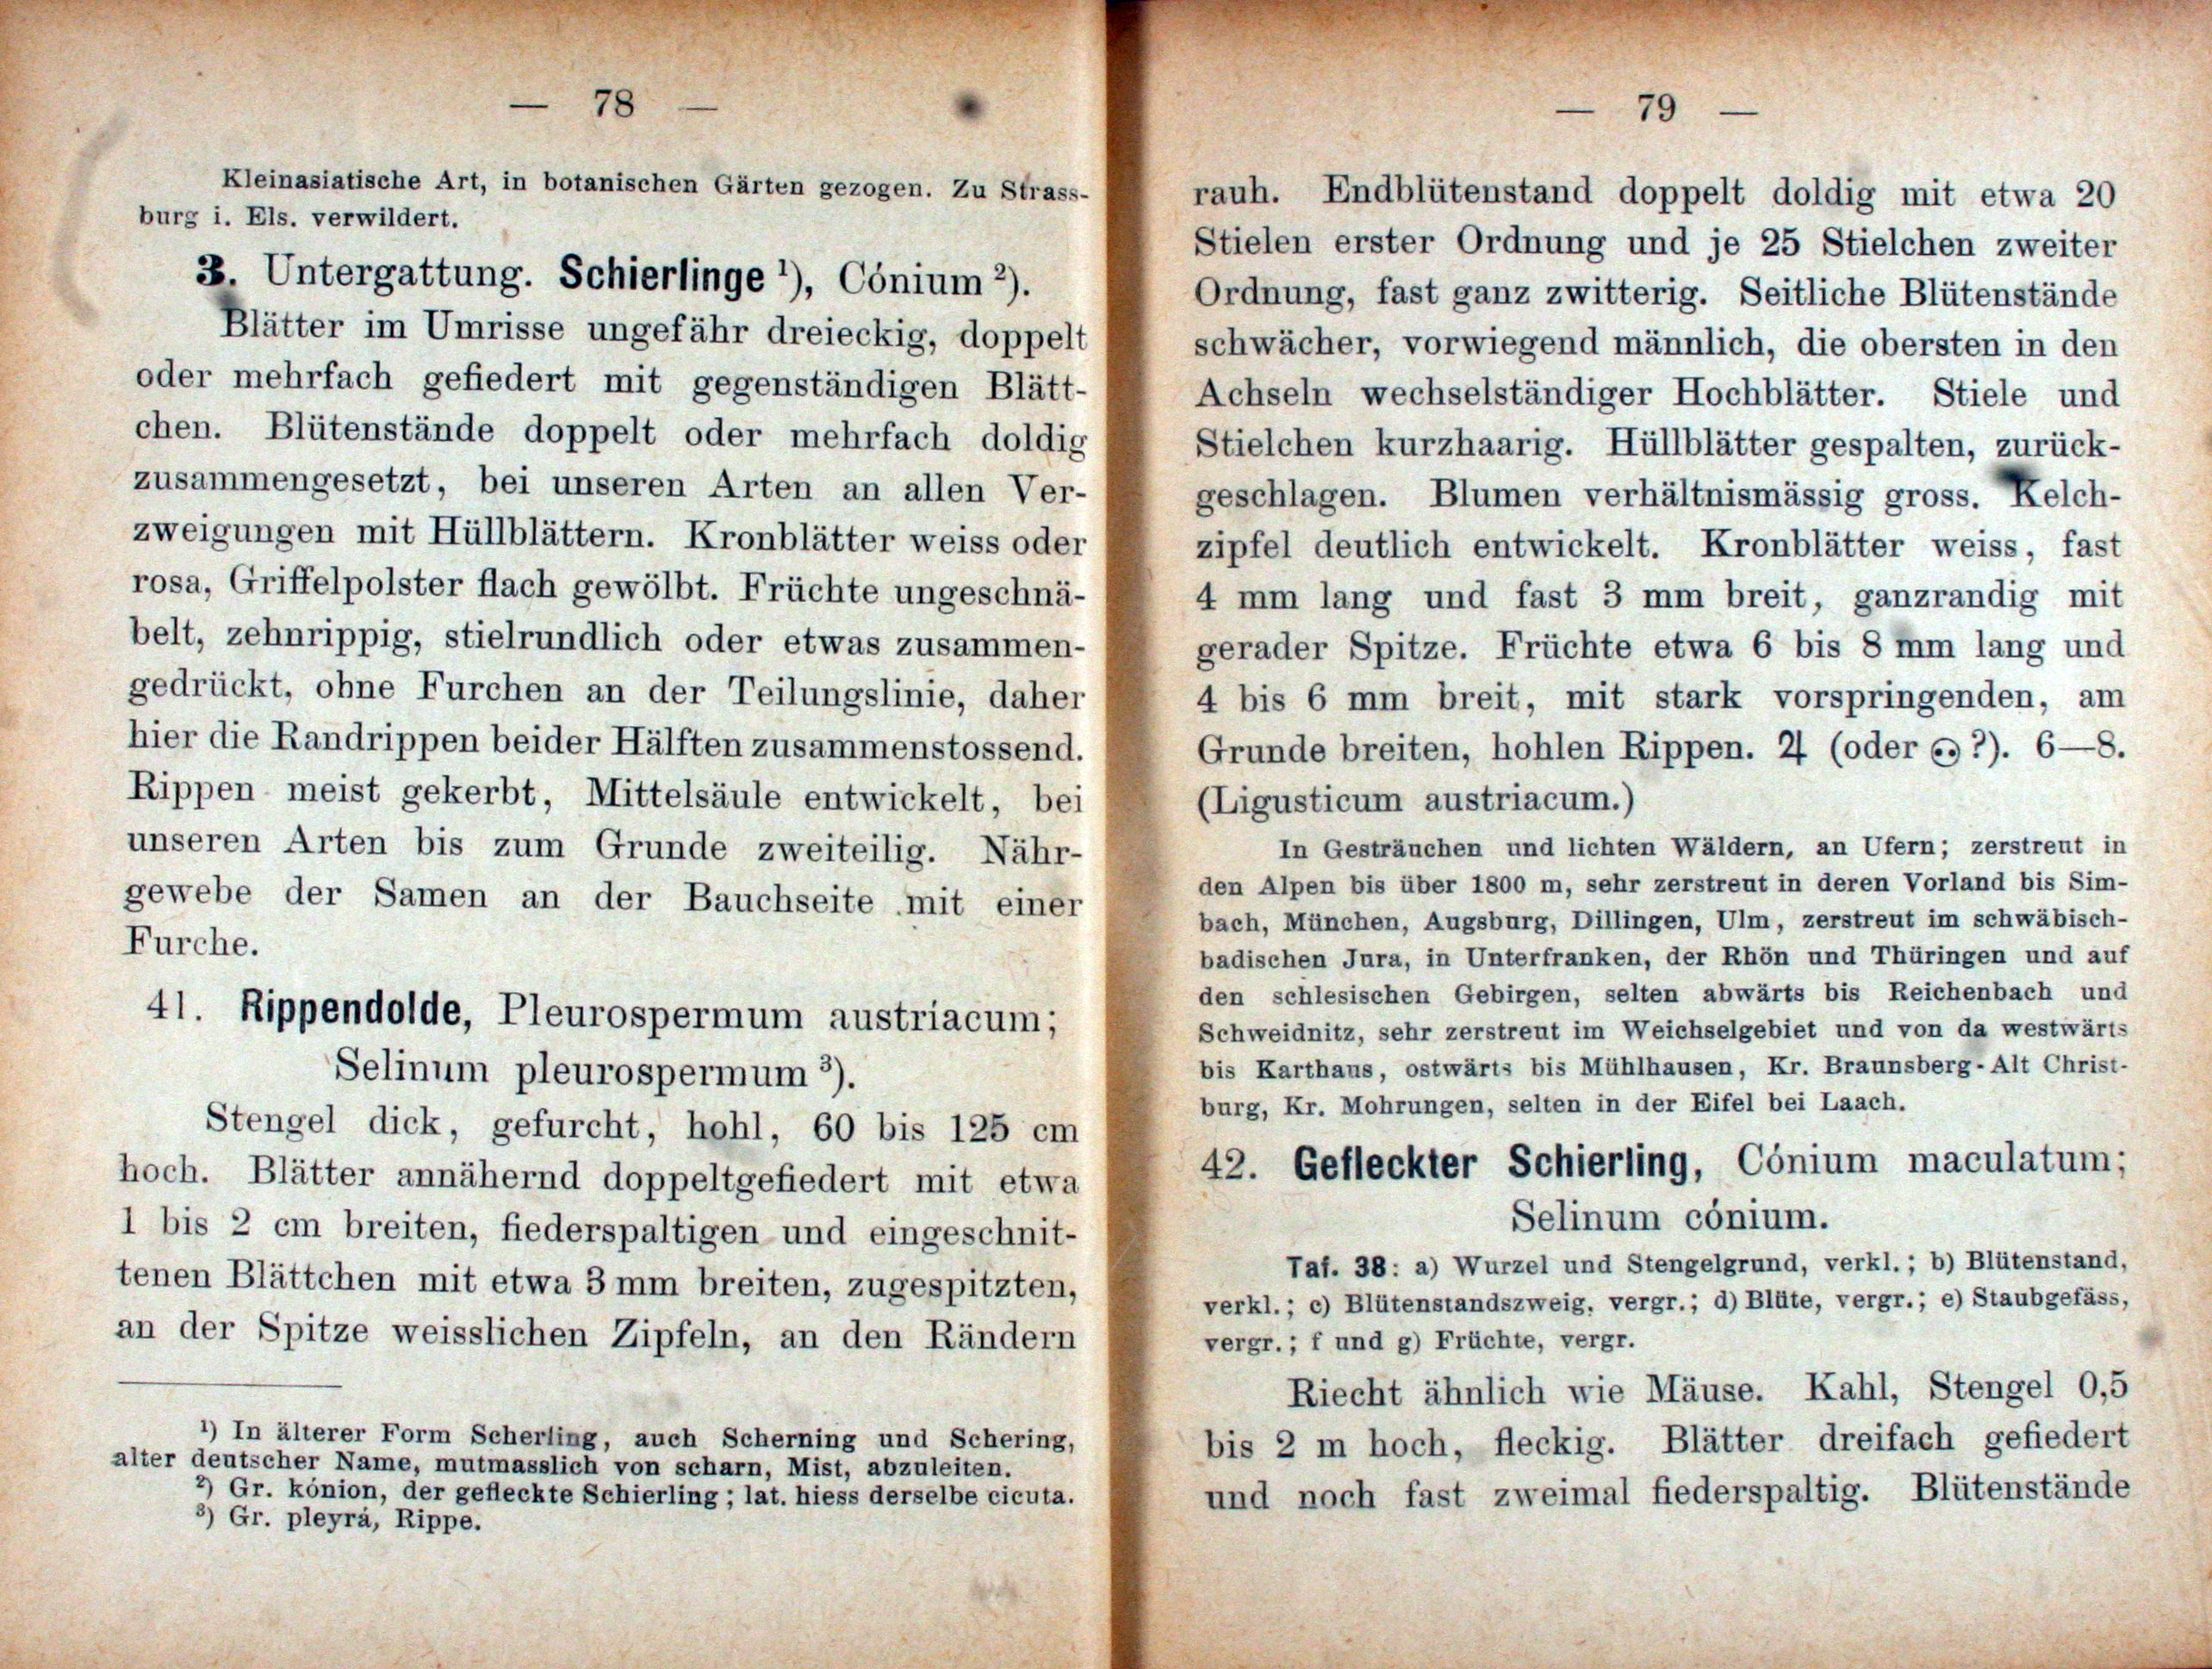 — 78 —
Kleinasiatische Art, in botanischen Gärten gezogen. Zu Strass-
burg i. Els. verwildert.
3. Untergattung. Schierlinge ¹), Cónium ²).
Blätter im Umrisse ungefähr dreieckig, doppelt
oder mehrfach gefiedert mit gegenständigen Blätt-
chen. Blütenstände doppelt oder mehrfach doldig
zusammengesetzt, bei unseren Arten an allen Ver-
zweigungen mit Hüllblättern. Kronblätter weiss oder
rosa, Griffelpolster flach gewölbt. Früchte ungeschnä-
belt, zehnrippig, stielrundlich oder etwas zusammen-
gedrückt, ohne Furchen an der Teilungslinie, daher
hier die Randrippen beider Hälften zusammenstossend.
Rippen meist gekerbt, Mittelsäule entwickelt, bei
unseren Arten bis zum Grunde zweiteilig. Nähr-
gewebe der Samen an der Bauchseite mit einer
Furche.
41. Rippendolde, Pleurospermum austriacum;
Selinum pleurospermum ³).
Stengel dick, gefurcht, hohl, 60 bis 125 cm
hoch. Blätter annähernd doppeltgefiedert mit etwa
1 bis 2 cm breiten, fiederspaltigen und eingeschnit-
tenen Blättchen mit etwa 3 mm breiten, zugespitzten,
an der Spitze weisslichen Zipfeln, an den Rändern
¹) In älterer Form Scherling, auch Scherning und Schering,
alter deutscher Name, mutmasslich von scharn, Mist, abzuleiten.
²) Gr. kónion, der gefleckte Schierling; lat. hiess derselbe cicuta.
³) Gr. pleyrá, Rippe.
— 79 —
rauh. Endblütenstand doppelt doldig mit etwa 20
Stielen erster Ordnung und je 25 Stielchen zweiter
Ordnung, fast ganz zwitterig. Seitliche Blütenstände
schwächer, vorwiegend männlich, die obersten in den
Achseln wechselständiger Hochblätter. Stiele und
Stielchen kurzhaarig. Hüllblätter gespalten, zurück-
geschlagen. Blumen verhältnismässig gross. Kelch-
zipfel deutlich entwickelt. Kronblätter weiss, fast
4 mm lang und fast 3 mm breit, ganzrandig mit
gerader Spitze. Früchte etwa 6 bis 8 mm lang und
4 bis 6 mm breit, mit stark vorspringenden, am
Grunde breiten, hohlen Rippen. ♃ (oder ⚇ ?). 6—8.
(Ligusticum austriacum.)
In Gesträuchen und lichten Wäldern, an Ufern; zerstreut in
den Alpen bis über 1800 m, sehr zerstreut in deren Vorland bis Sim-
bach, München, Augsburg, Dillingen, Ulm, zerstreut im schwäbisch-
badischen Jura, in Unterfranken, der Rhön und Thüringen und auf
den schlesischen Gebirgen, selten abwärts bis Reichenbach und
Schweidnitz, sehr zerstreut im Weichselgebiet und von da westwärts
bis Karthaus, ostwärts bis Mühlhausen, Kr. Braunsberg-Alt Christ-
burg, Kr. Mohrungen, selten in der Eifel bei Laach.
42. Gefleckter Schierling, Cónium maculatum;
Selinum cónium.
Taf. 38: a) Wurzel und Stengelgrund, verkl.; b) Blütenstand,
verkl.; c) Blütenstandszweig, vergr.; d) Blüte, vergr.; e) Staubgefäss,
vergr.; f und g) Früchte, vergr.
Riecht ähnlich wie Mäuse. Kahl, Stengel 0,5
bis 2 m hoch, fleckig. Blätter dreifach gefiedert
und noch fast zweimal fiederspaltig. Blütenstände